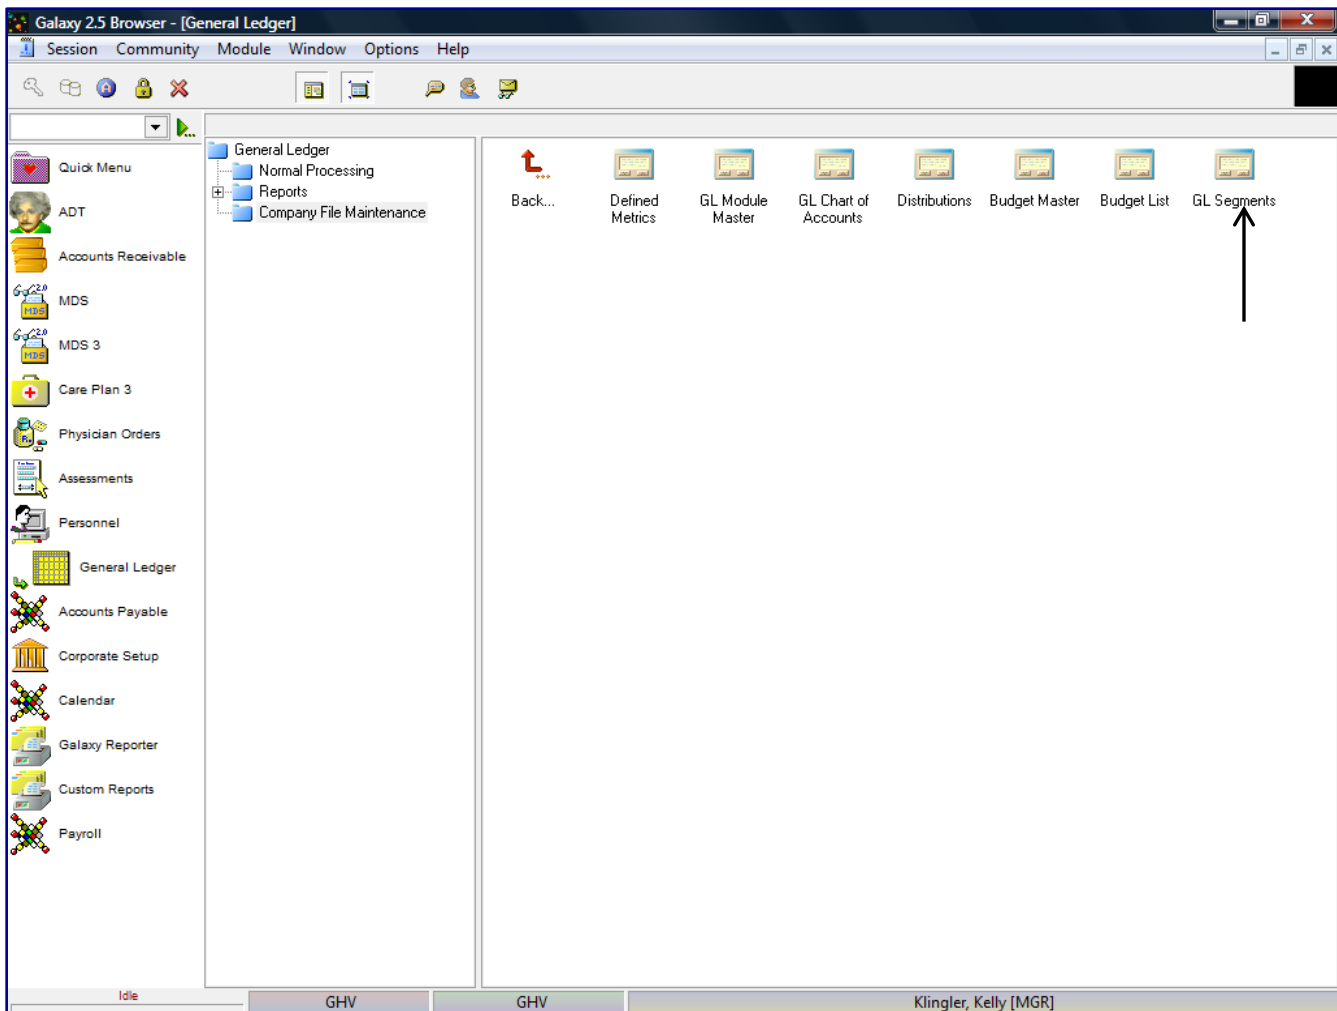 Galaxy 2.5 Browser - [General Ledger]
Session Community Module Window Options Help
Quick Menu
ADT
Accounts Receivable
MDS
MDS 3
Care Plan 3
Physician Orders
Assessments
Personnel
General Ledger
Accounts Payable
Corporate Setup
Calendar
Galaxy Reporter
Custom Reports
Payroll
General Ledger
Normal Processing
Reports
Company File Maintenance
Back...
Defined
Metrics
GL Module
Master
GL Chart of
Accounts
Distributions
Budget Master
Budget List
GL Segments
Idle
GHV
GHV
Klingler, Kelly [MGR]